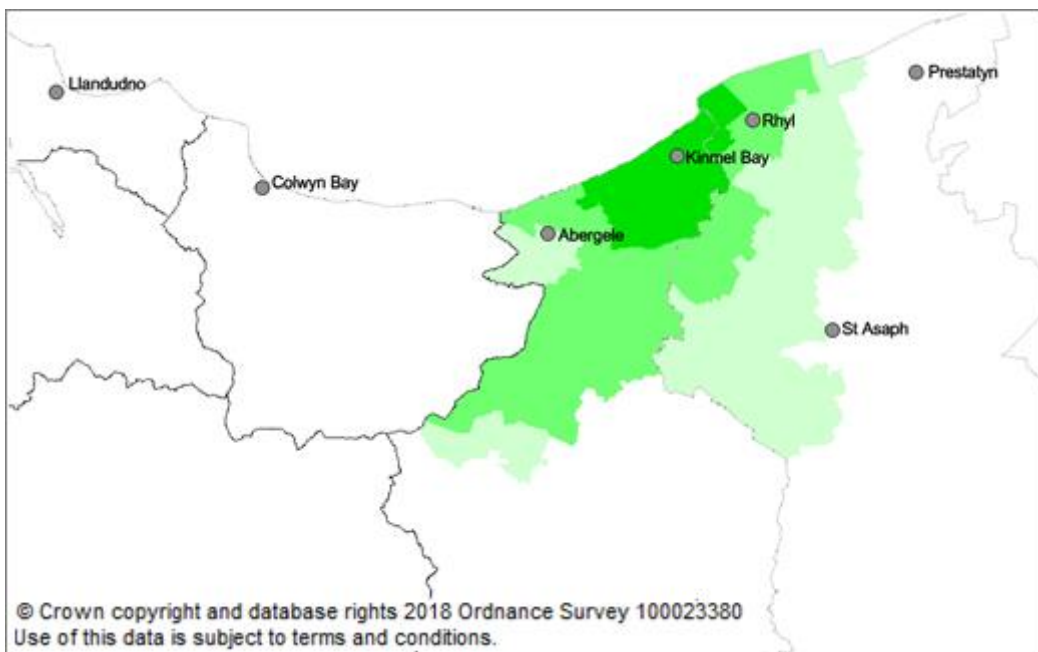 Llandudno
Prestatyn
Rhyl
Kinmel Bay
Colwyn Bay
Abergele
St Asaph
© Crown copyright and database rights 2018 Ordnance Survey 100023380
Use of this data is subject to terms and conditions.